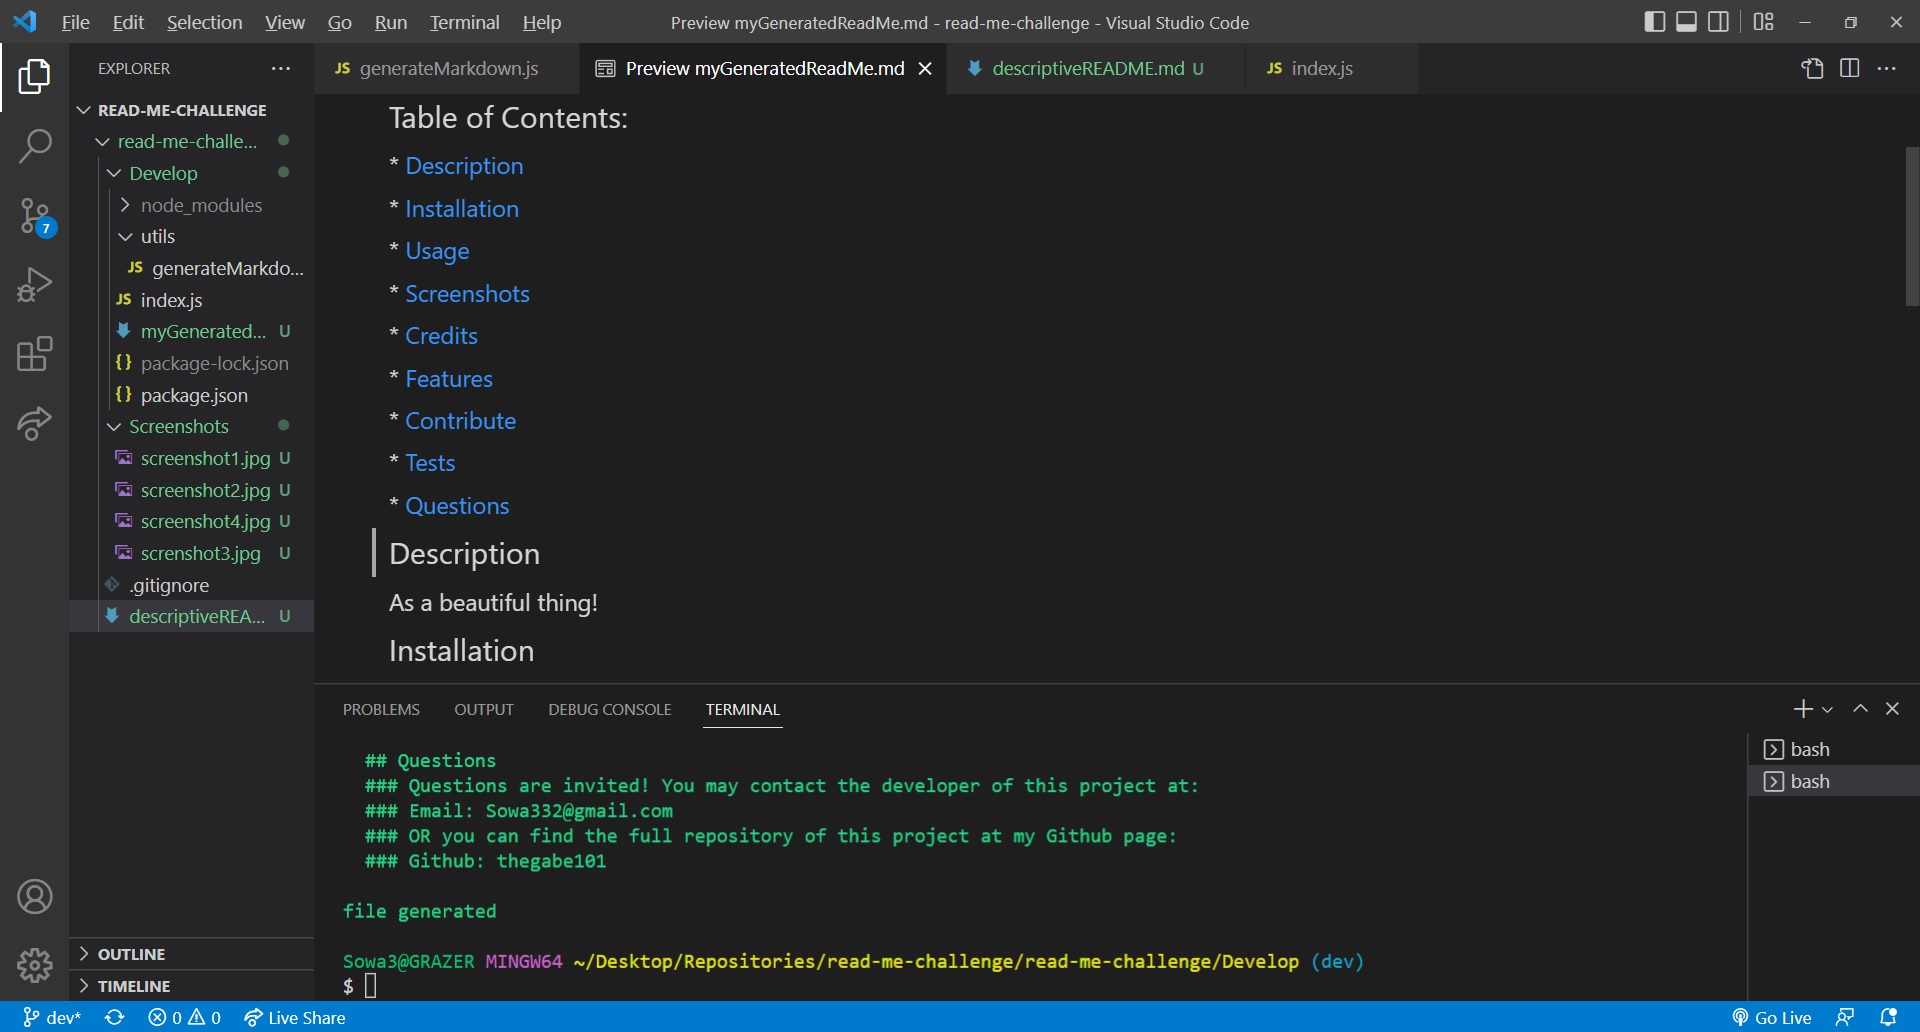 File Edit Selection View Go Run Terminal Help Preview myGeneratedReadMe.md - read-me-challenge - Visual Studio Code
EXPLORER
JS generateMarkdown.js Preview myGeneratedReadMe.md descriptiveREADME.md U JS index.js
READ-ME-CHALLENGE
read-me-challe...
Develop
node_modules
utils
JS generateMarkdo...
JS index.js
myGenerated... U
{} package-lock.json
{} package.json
Screenshots
screenshot1.jpg U
screenshot2.jpg U
screenshot4.jpg U
screnshot3.jpg U
.gitignore
descriptiveREA... U
OUTLINE
TIMELINE
7
Table of Contents:
* Description
* Installation
* Usage
* Screenshots
* Credits
* Features
* Contribute
* Tests
* Questions
Description
As a beautiful thing!
Installation
PROBLEMS OUTPUT DEBUG CONSOLE TERMINAL
## Questions
### Questions are invited! You may contact the developer of this project at:
### Email: Sowa332@gmail.com
### OR you can find the full repository of this project at my Github page:
### Github: thegabe101
file generated
Sowa3@GRAZER MINGW64 ~/Desktop/Repositories/read-me-challenge/read-me-challenge/Develop (dev)
$
bash
bash
dev* 0 0 Live Share Go Live